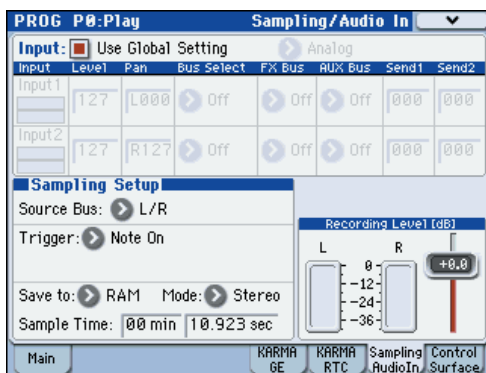 PROG P0:Play Sampling/Audio In
Input: Use Global Setting Analog
Input Level Pan Bus Select FX Bus AUX Bus Send1 Send2
Input1 127 L000 Off Off Off 000 000
Input2 127 R127 Off Off Off 000 000
Sampling Setup
Source Bus: L/R
Trigger: Note On
Save to: RAM Mode: Stereo
Sample Time: 00 min 10.923 sec
Recording Level [dB]
L R
0
+0.0
-12
-24
-36
Main
KARMA GE
KARMA RTC
Sampling AudioIn
Control Surface